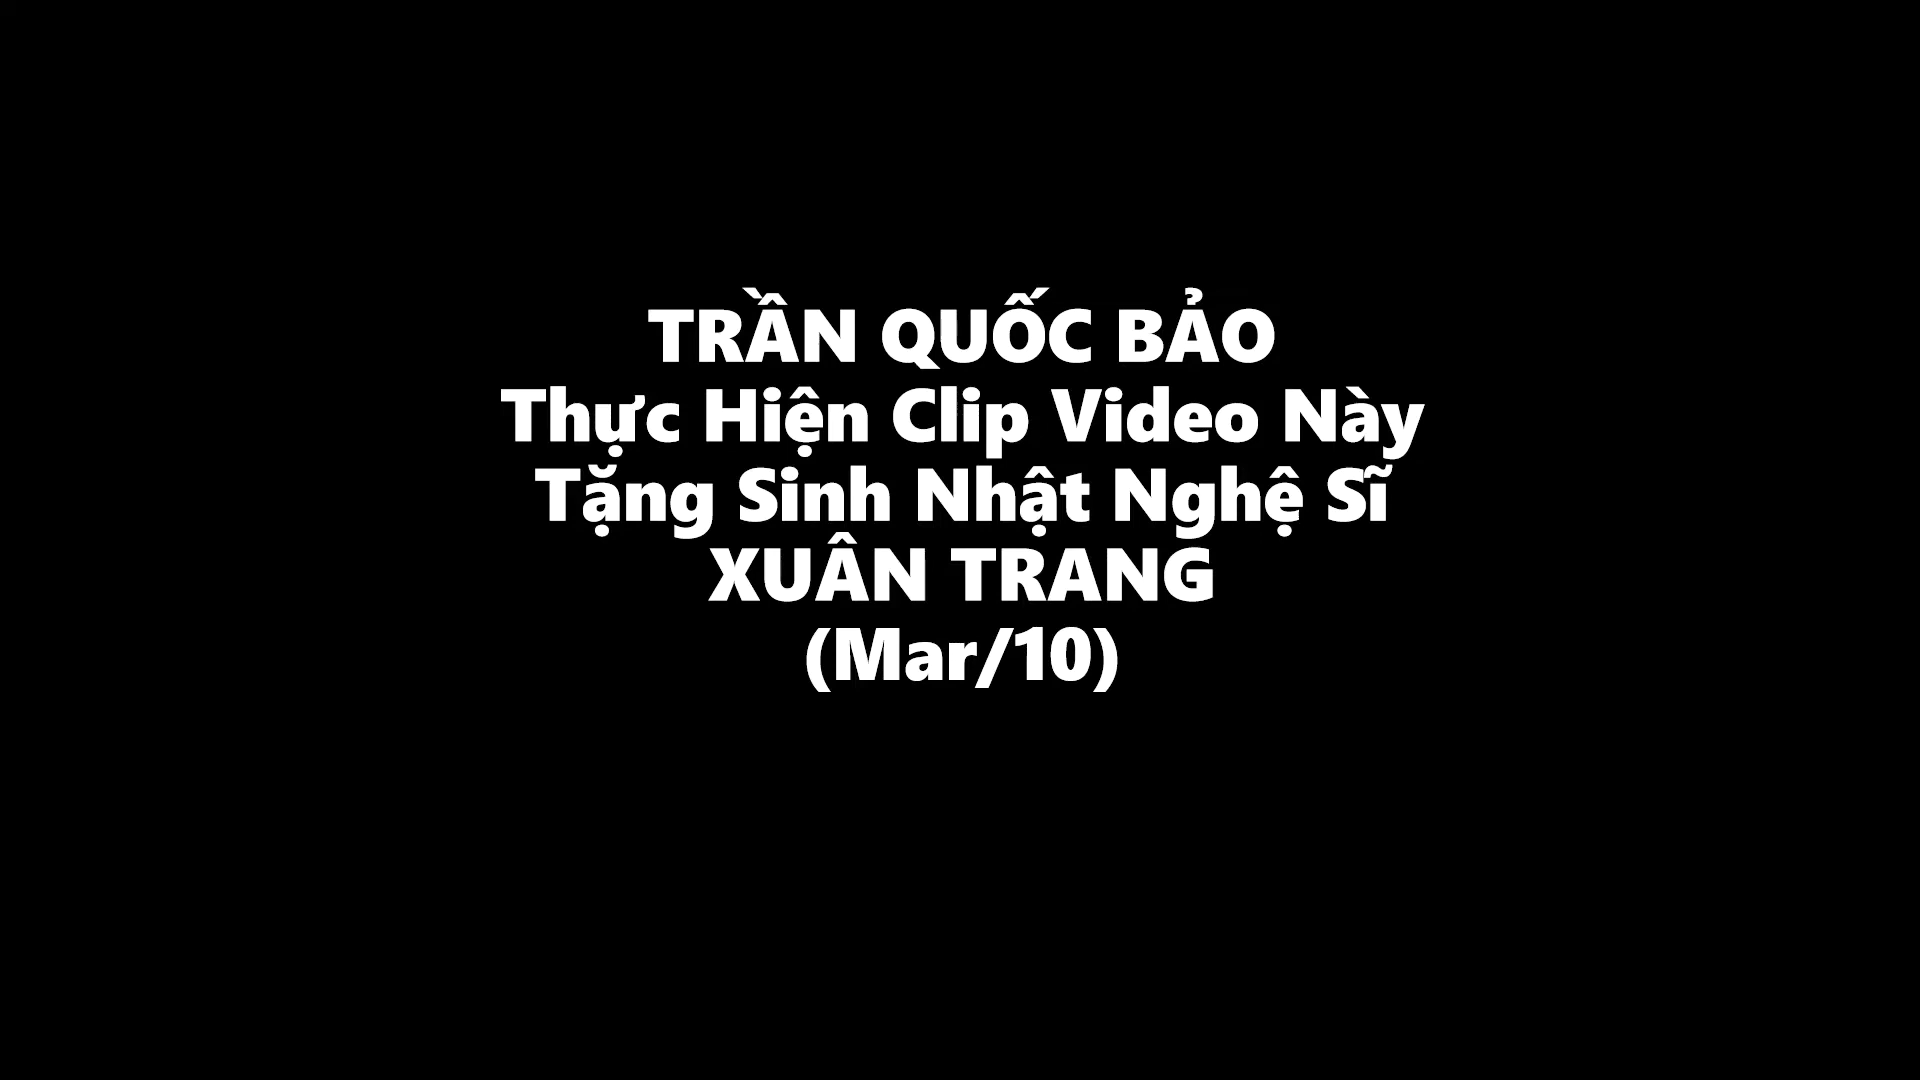 TRẦN QUỐC BẢO
Thực Hiện Clip Video Này
Tặng Sinh Nhật Nghệ Sĩ
XUÂN TRANG
(Mar/10)